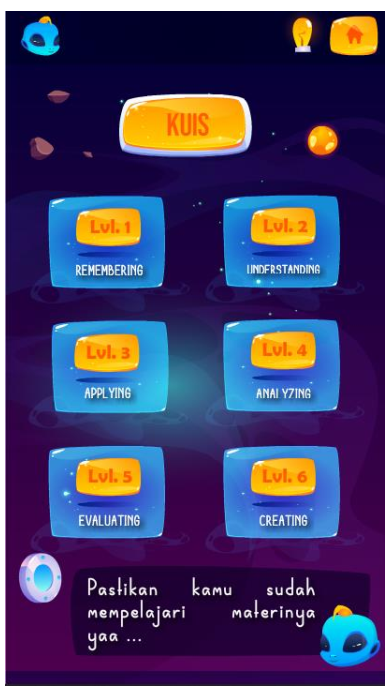 KUIS
Lvl. 1
REMEMBERING
Lvl. 2
UNDERSTANDING
Lvl. 3
APPLYING
Lvl. 4
ANALYZING
Lvl. 5
EVALUATING
Lvl. 6
CREATING
Pastikan kamu sudah
mempelajari materinya
yaa ...